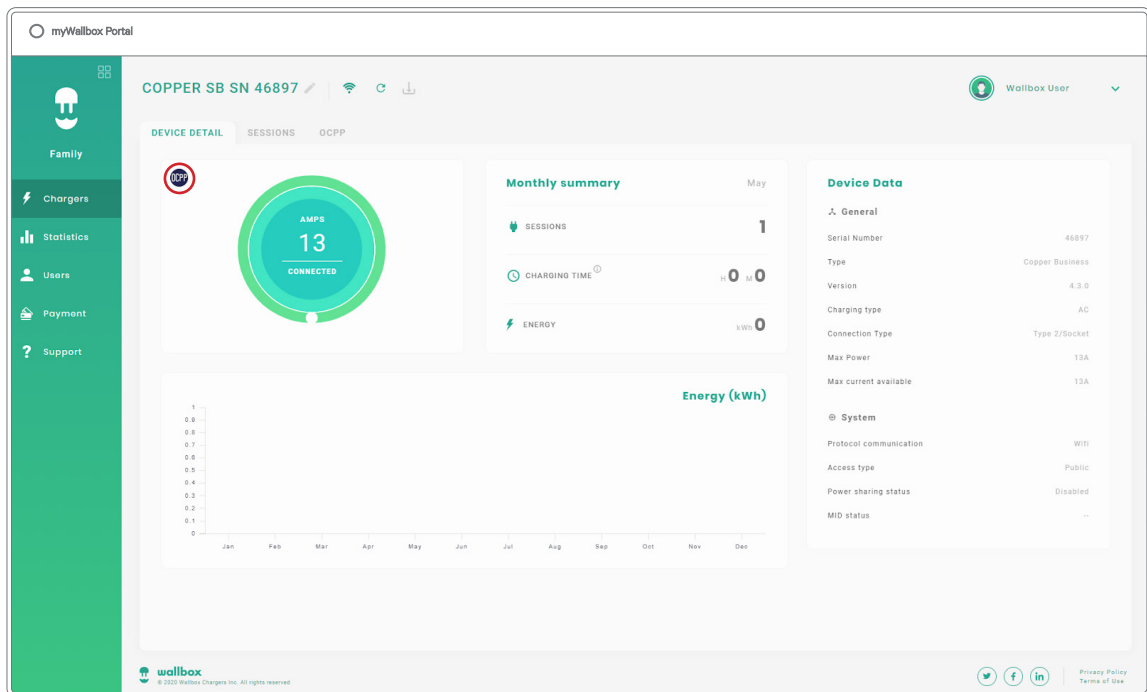 myWallbox Portal
COPPER SB SN 46897
Wallbox User
Family
Chargers
Statistics
Users
Payment
Support
DEVICE DETAIL SESSIONS OCPP
OCPP
AMPS
13
CONNECTED
Monthly summary May
SESSIONS 1
CHARGING TIME H 0 M 0
ENERGY kWh 0
Energy (kWh)
1
0.9
0.8
0.7
0.6
0.5
0.4
0.3
0.2
0.1
0
Jan Feb Mar Apr May Jun Jul Aug Sep Oct Nov Dec
Device Data
General
Serial Number 46897
Type Copper Business
Version 4.3.0
Charging type AC
Connection Type Type 2/Socket
Max Power 13A
Max current available 13A
System
Protocol communication Wifi
Access type Public
Power sharing status Disabled
MID status --
wallbox
© 2020 Wallbox Chargers Inc. All rights reserved
Privacy Policy
Terms of Use